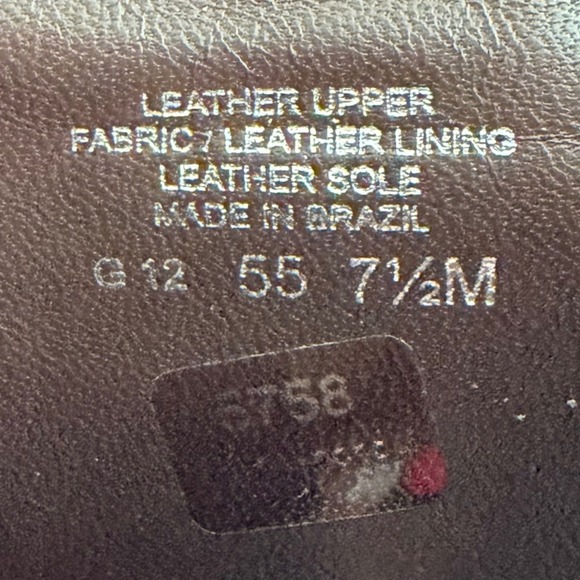 LEATHER UPPER
FABRIC / LEATHER LINING
LEATHER SOLE
MADE IN BRAZIL
G 12 55 7½M